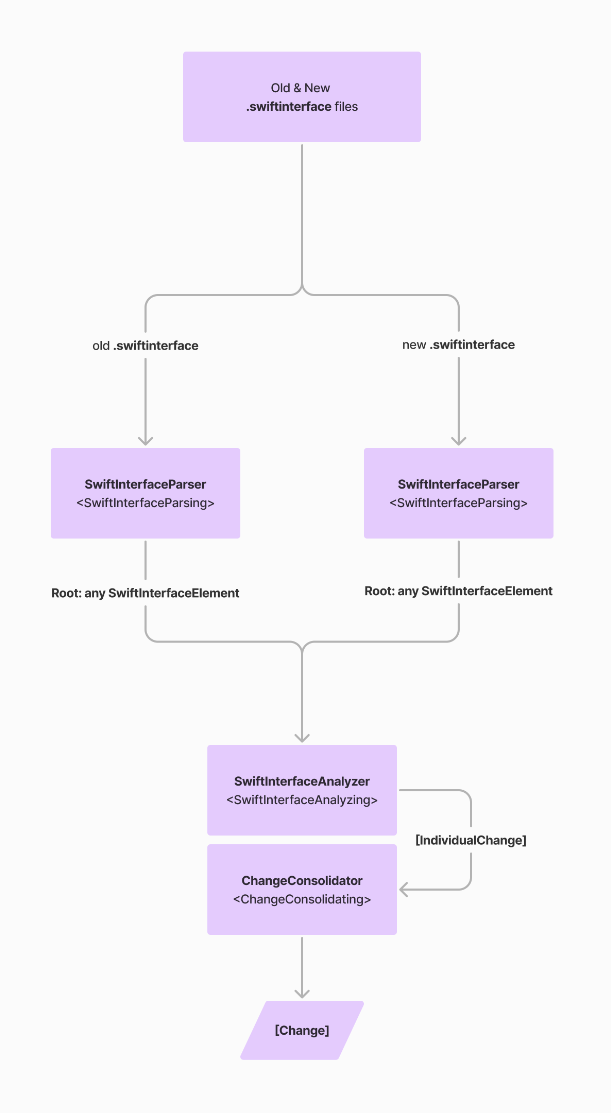 Old & New
.swiftinterface files
old .swiftinterface
new .swiftinterface
SwiftInterfaceParser
<SwiftInterfaceParsing>
SwiftInterfaceParser
<SwiftInterfaceParsing>
Root: any SwiftInterfaceElement
Root: any SwiftInterfaceElement
SwiftInterfaceAnalyzer
<SwiftInterfaceAnalyzing>
[IndividualChange]
ChangeConsolidator
<ChangeConsolidating>
[Change]